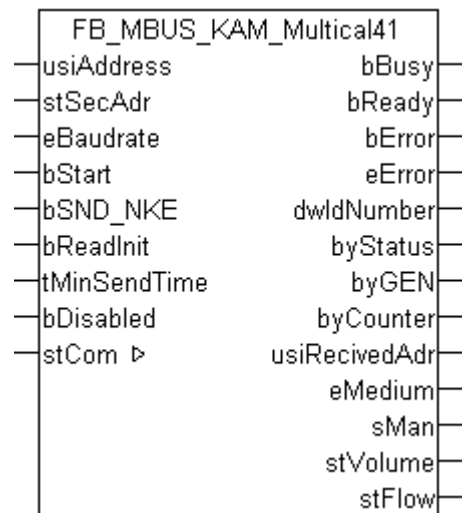 FB_MBUS_KAM_Multical41
usiAddress bBusy
stSecAdr bReady
eBaudrate bError
bStart eError
bSND_NKE dwIdNumber
bReadInit byStatus
tMinSendTime byGEN
bDisabled byCounter
stCom ▷ usiRecivedAdr
eMedium
sMan
stVolume
stFlow